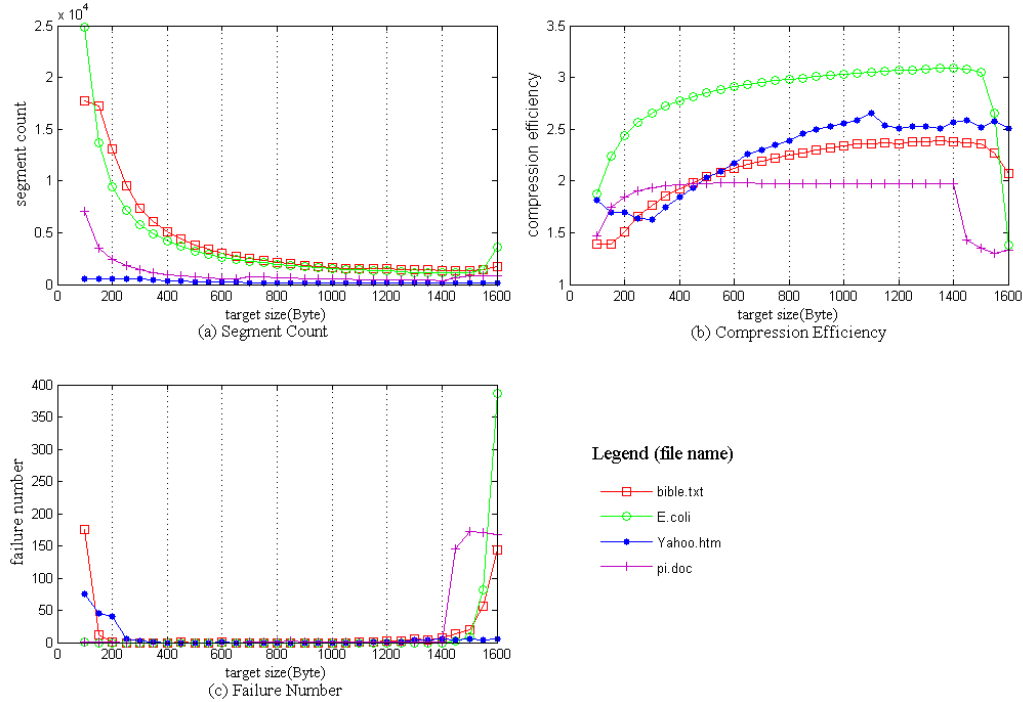 x 10^4
2.5
2
1.5
1
0.5
0
segment count
0 200 400 600 800 1000 1200 1400 1600
target size(Byte)
(a) Segment Count
3.5
3
2.5
2
1.5
1
compression efficiency
0 200 400 600 800 1000 1200 1400 1600
target size(Byte)
(b) Compression Efficiency
400
350
300
250
200
150
100
50
0
failure number
0 200 400 600 800 1000 1200 1400 1600
target size(Byte)
(c) Failure Number
Legend (file name)
bible.txt
E.coli
Yahoo.htm
pi.doc